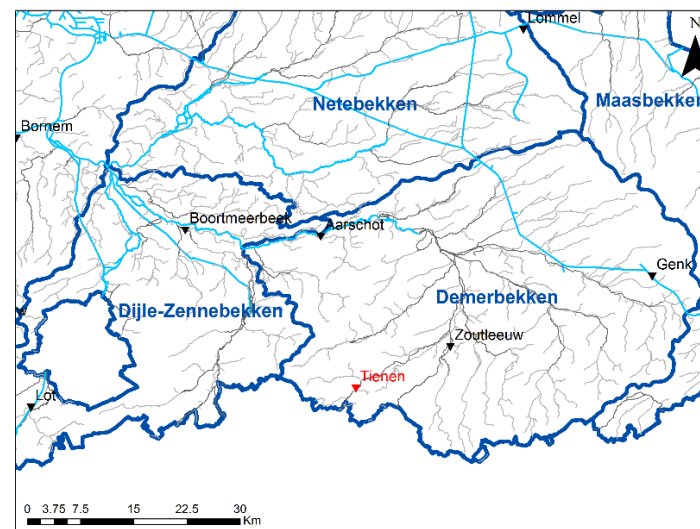 Lommel
N
Netebekken
Maasbekken
Bornem
Boortmeerbeek
Aarschot
Genk
Dijle-Zennebekken
Demerbekken
Zoutleeuw
Tienen
Lot
0 3.75 7.5 15 22.5 30
Km